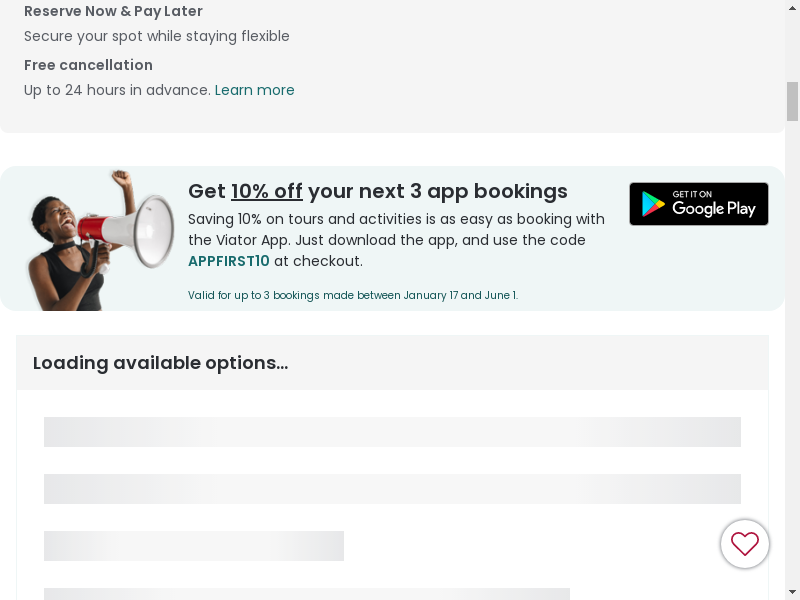 Reserve Now & Pay Later
Secure your spot while staying flexible
Free cancellation
Up to 24 hours in advance. Learn more
Get 10% off your next 3 app bookings
Saving 10% on tours and activities is as easy as booking with
the Viator App. Just download the app, and use the code
APPFIRST10 at checkout.
Valid for up to 3 bookings made between January 17 and June 1.
GET IT ON
Google Play
Loading available options...